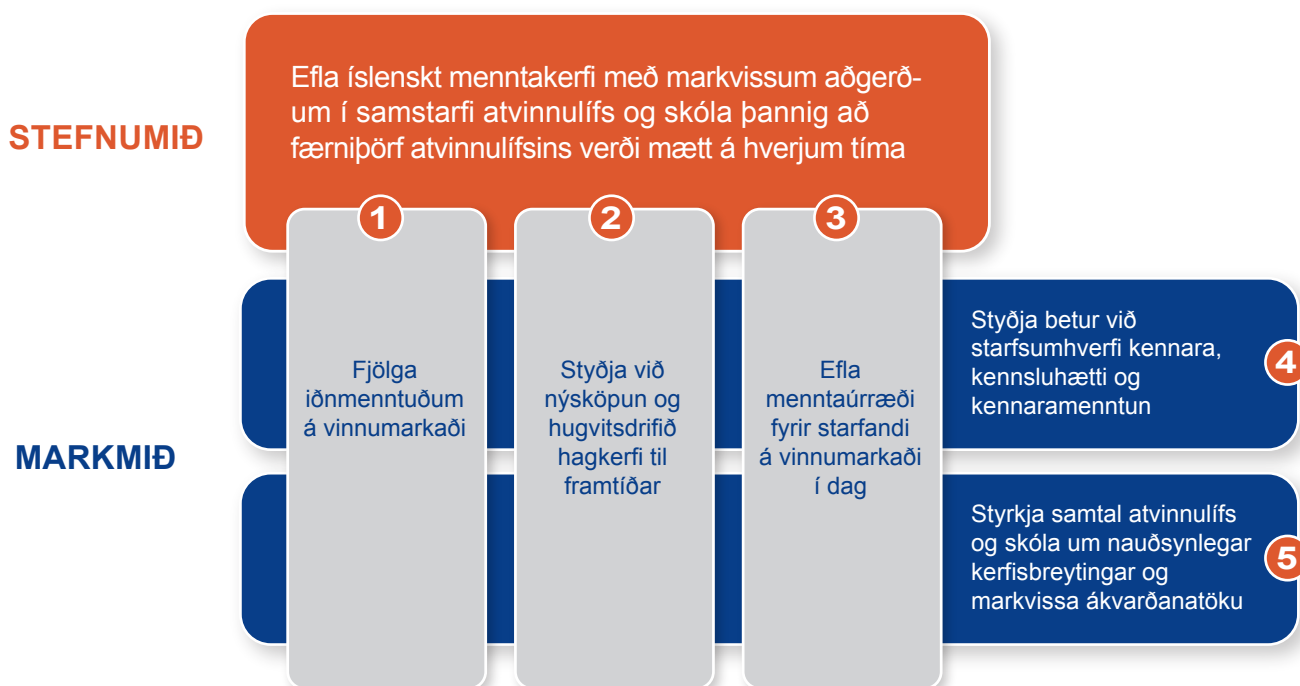 STEFNUMIÐ
Efla íslenskt menntakerfi með markvissum aðgerð-
um í samstarfi atvinnulífs og skóla þannig að
færniþörf atvinnulífsins verði mætt á hverjum tíma
MARKMIÐ
1
Fjölga
iðnmenntuðum
á vinnumarkaði
2
Styðja við
nýsköpun og
hugvitsdrifið
hagkerfi til
framtíðar
3
Efla
menntaúrræði
fyrir starfandi
á vinnumarkaði
í dag
Styðja betur við
starfsumhverfi kennara,
kennsluhætti og
kennaramenntun
4
Styrkja samtal atvinnulífs
og skóla um nauðsynlegar
kerfisbreytingar og
markvissa ákvarðanatöku
5